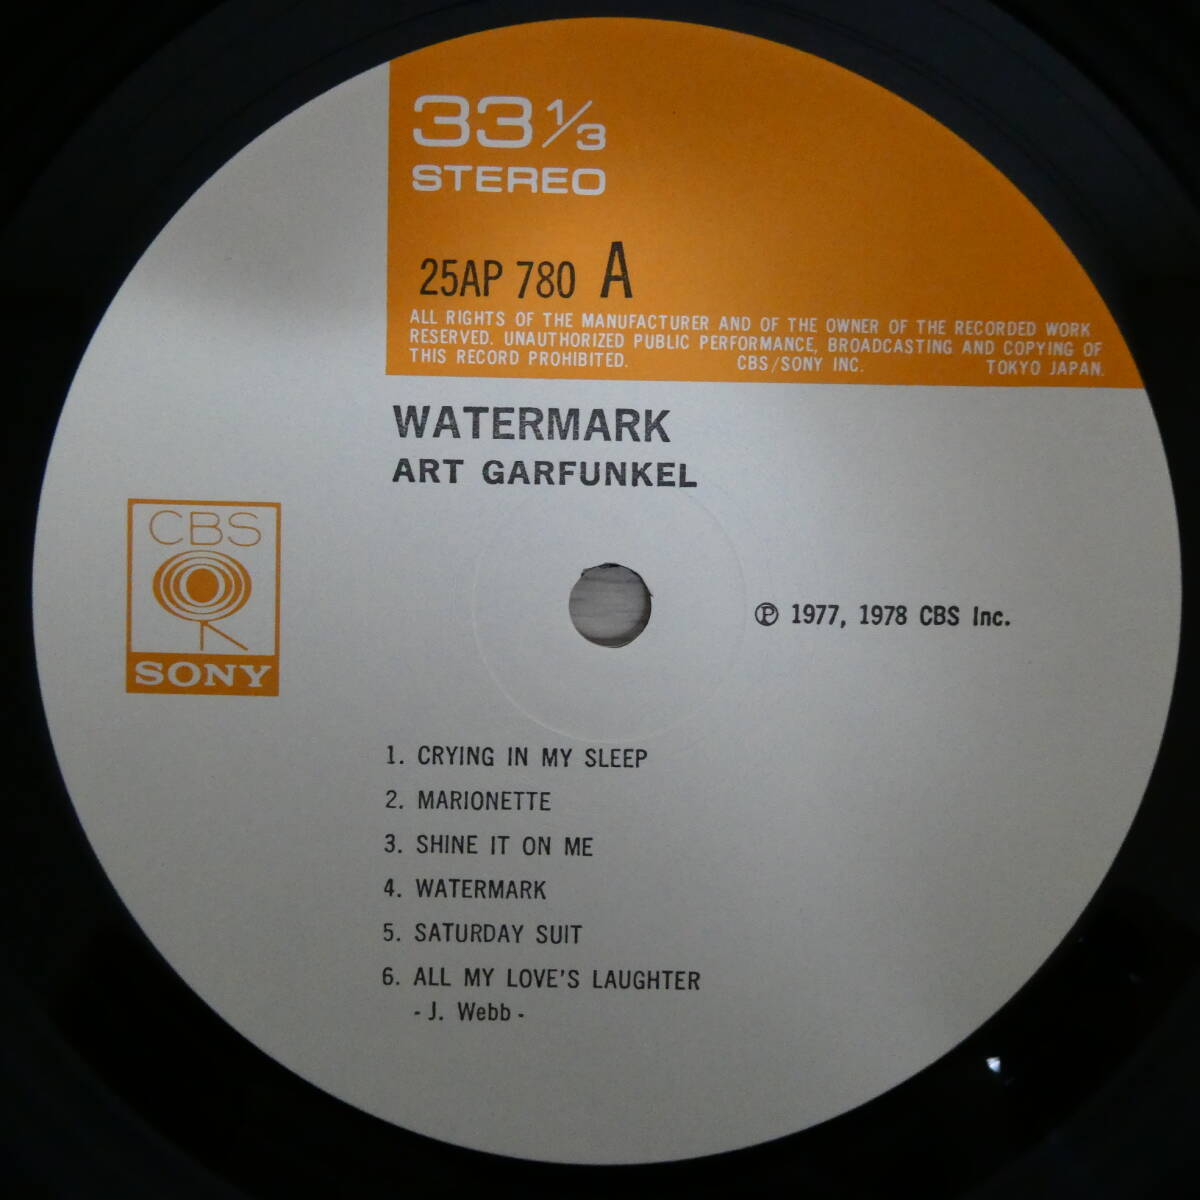 33 1/3
STEREO
25AP 780 A
ALL RIGHTS OF THE MANUFACTURER AND OF THE OWNER OF THE RECORDED WORK
RESERVED. UNAUTHORIZED PUBLIC PERFORMANCE, BROADCASTING AND COPYING OF
THIS RECORD PROHIBITED. CBS/SONY INC. TOKYO JAPAN.
WATERMARK
ART GARFUNKEL
CBS
SONY
℗ 1977, 1978 CBS Inc.
1. CRYING IN MY SLEEP
2. MARIONETTE
3. SHINE IT ON ME
4. WATERMARK
5. SATURDAY SUIT
6. ALL MY LOVE'S LAUGHTER
- J. Webb -